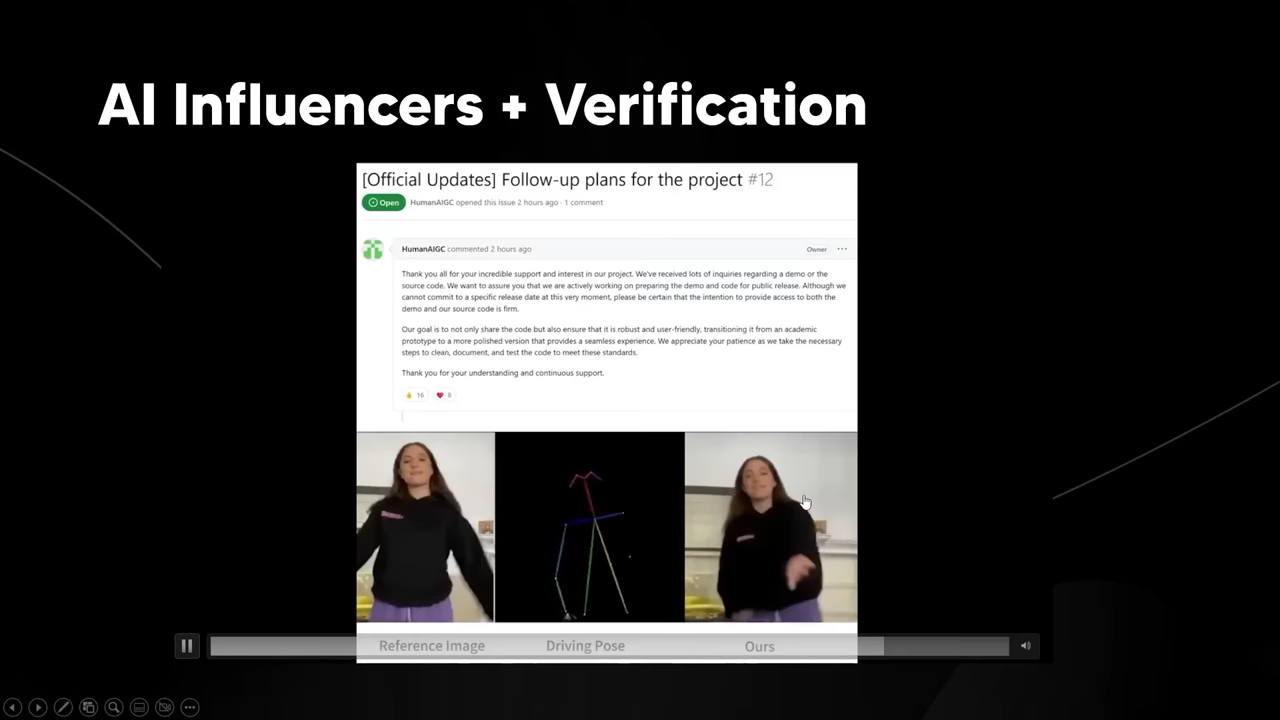 AI Influencers + Verification
[Official Updates] Follow-up plans for the project #12
Open HumanAIGC opened this issue 2 hours ago · 1 comment
HumanAIGC commented 2 hours ago Owner ···
Thank you all for your incredible support and interest in our project. We've received lots of inquiries regarding a demo or the
source code. We want to assure you that we are actively working on preparing the demo and code for public release. Although we
cannot commit to a specific release date at this very moment, please be certain that the intention to provide access to both the
demo and our source code is firm.
Our goal is to not only share the code but also ensure that it is robust and user-friendly, transitioning it from an academic
prototype to a more polished version that provides a seamless experience. We appreciate your patience as we take the necessary
steps to clean, document, and test the code to meet these standards.
Thank you for your understanding and continuous support.
16 8
Reference Image Driving Pose Ours